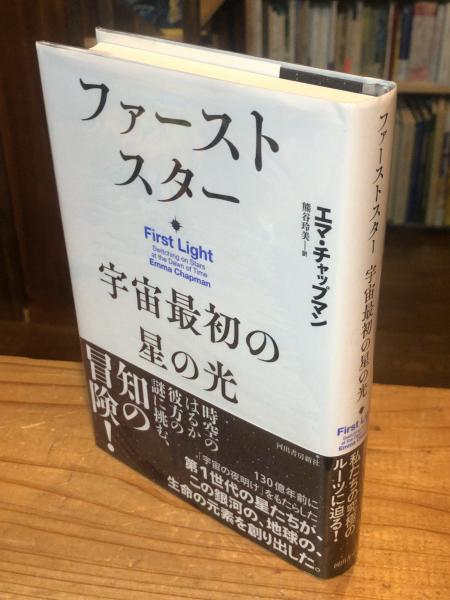 ファースト
スター
First Light
Switching on Stars
at the Dawn of Time
Emma Chapman
宇宙最初の
星の光
エマ・チャップマン
熊谷玲美——訳
河出書房新社
時空の
はるか
彼方の
謎に挑む、
知の
冒険!
130億年前に
「宇宙の夜明け」をもたらした
第1世代の星たちが、
この銀河の、地球の、
生命の元素を創り出した。
ファーストスター 宇宙最初の星の光
First Light
Emma Chapman
私たちの究極の
ルーツに迫る!